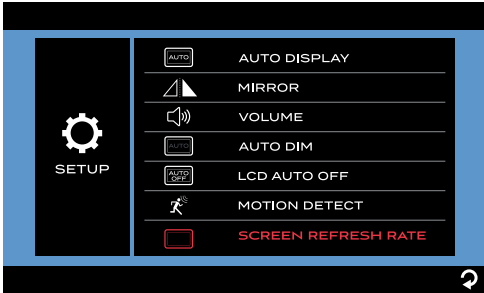 SETUP
AUTO AUTO DISPLAY
MIRROR
VOLUME
AUTO AUTO DIM
AUTO OFF LCD AUTO OFF
MOTION DETECT
SCREEN REFRESH RATE